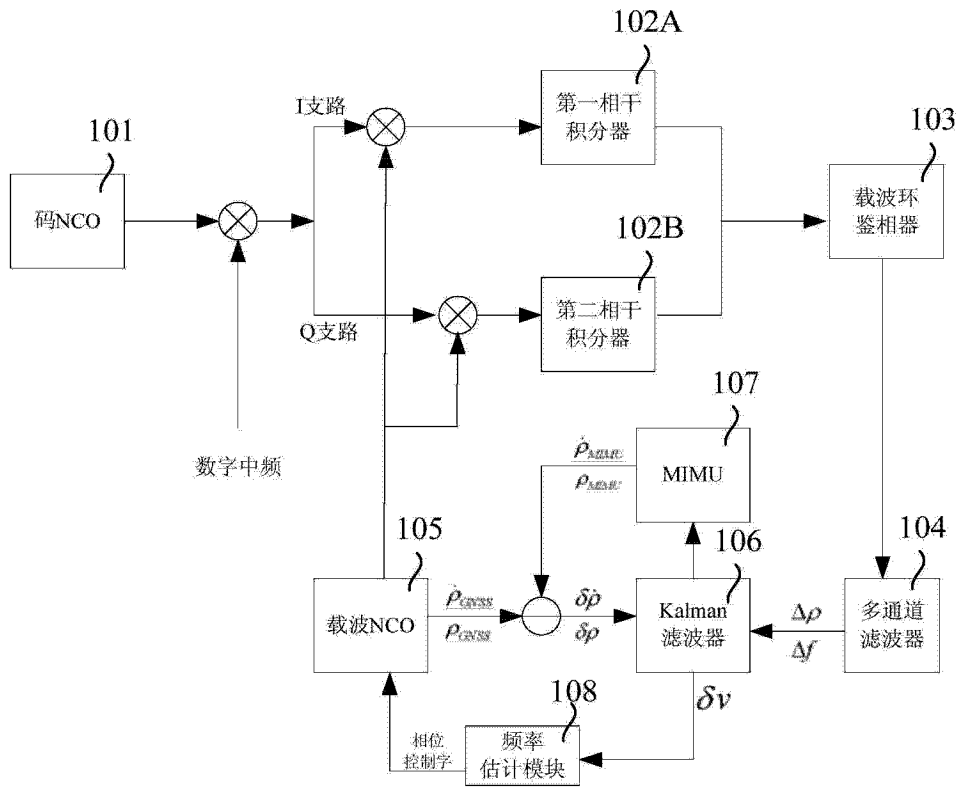 102A
I支路
第一相干
积分器
101
103
码NCO
载波环
鉴相器
102B
Q支路
第二相干
积分器
107
数字中频
ρ̇MIMU
ρMIMU
MIMU
105
106
104
载波NCO
ρ̇GNSS
ρGNSS
δρ̇
δρ
Kalman
滤波器
Δρ
Δf
多通道
滤波器
108
δv
相位
控制字
频率
估计模块